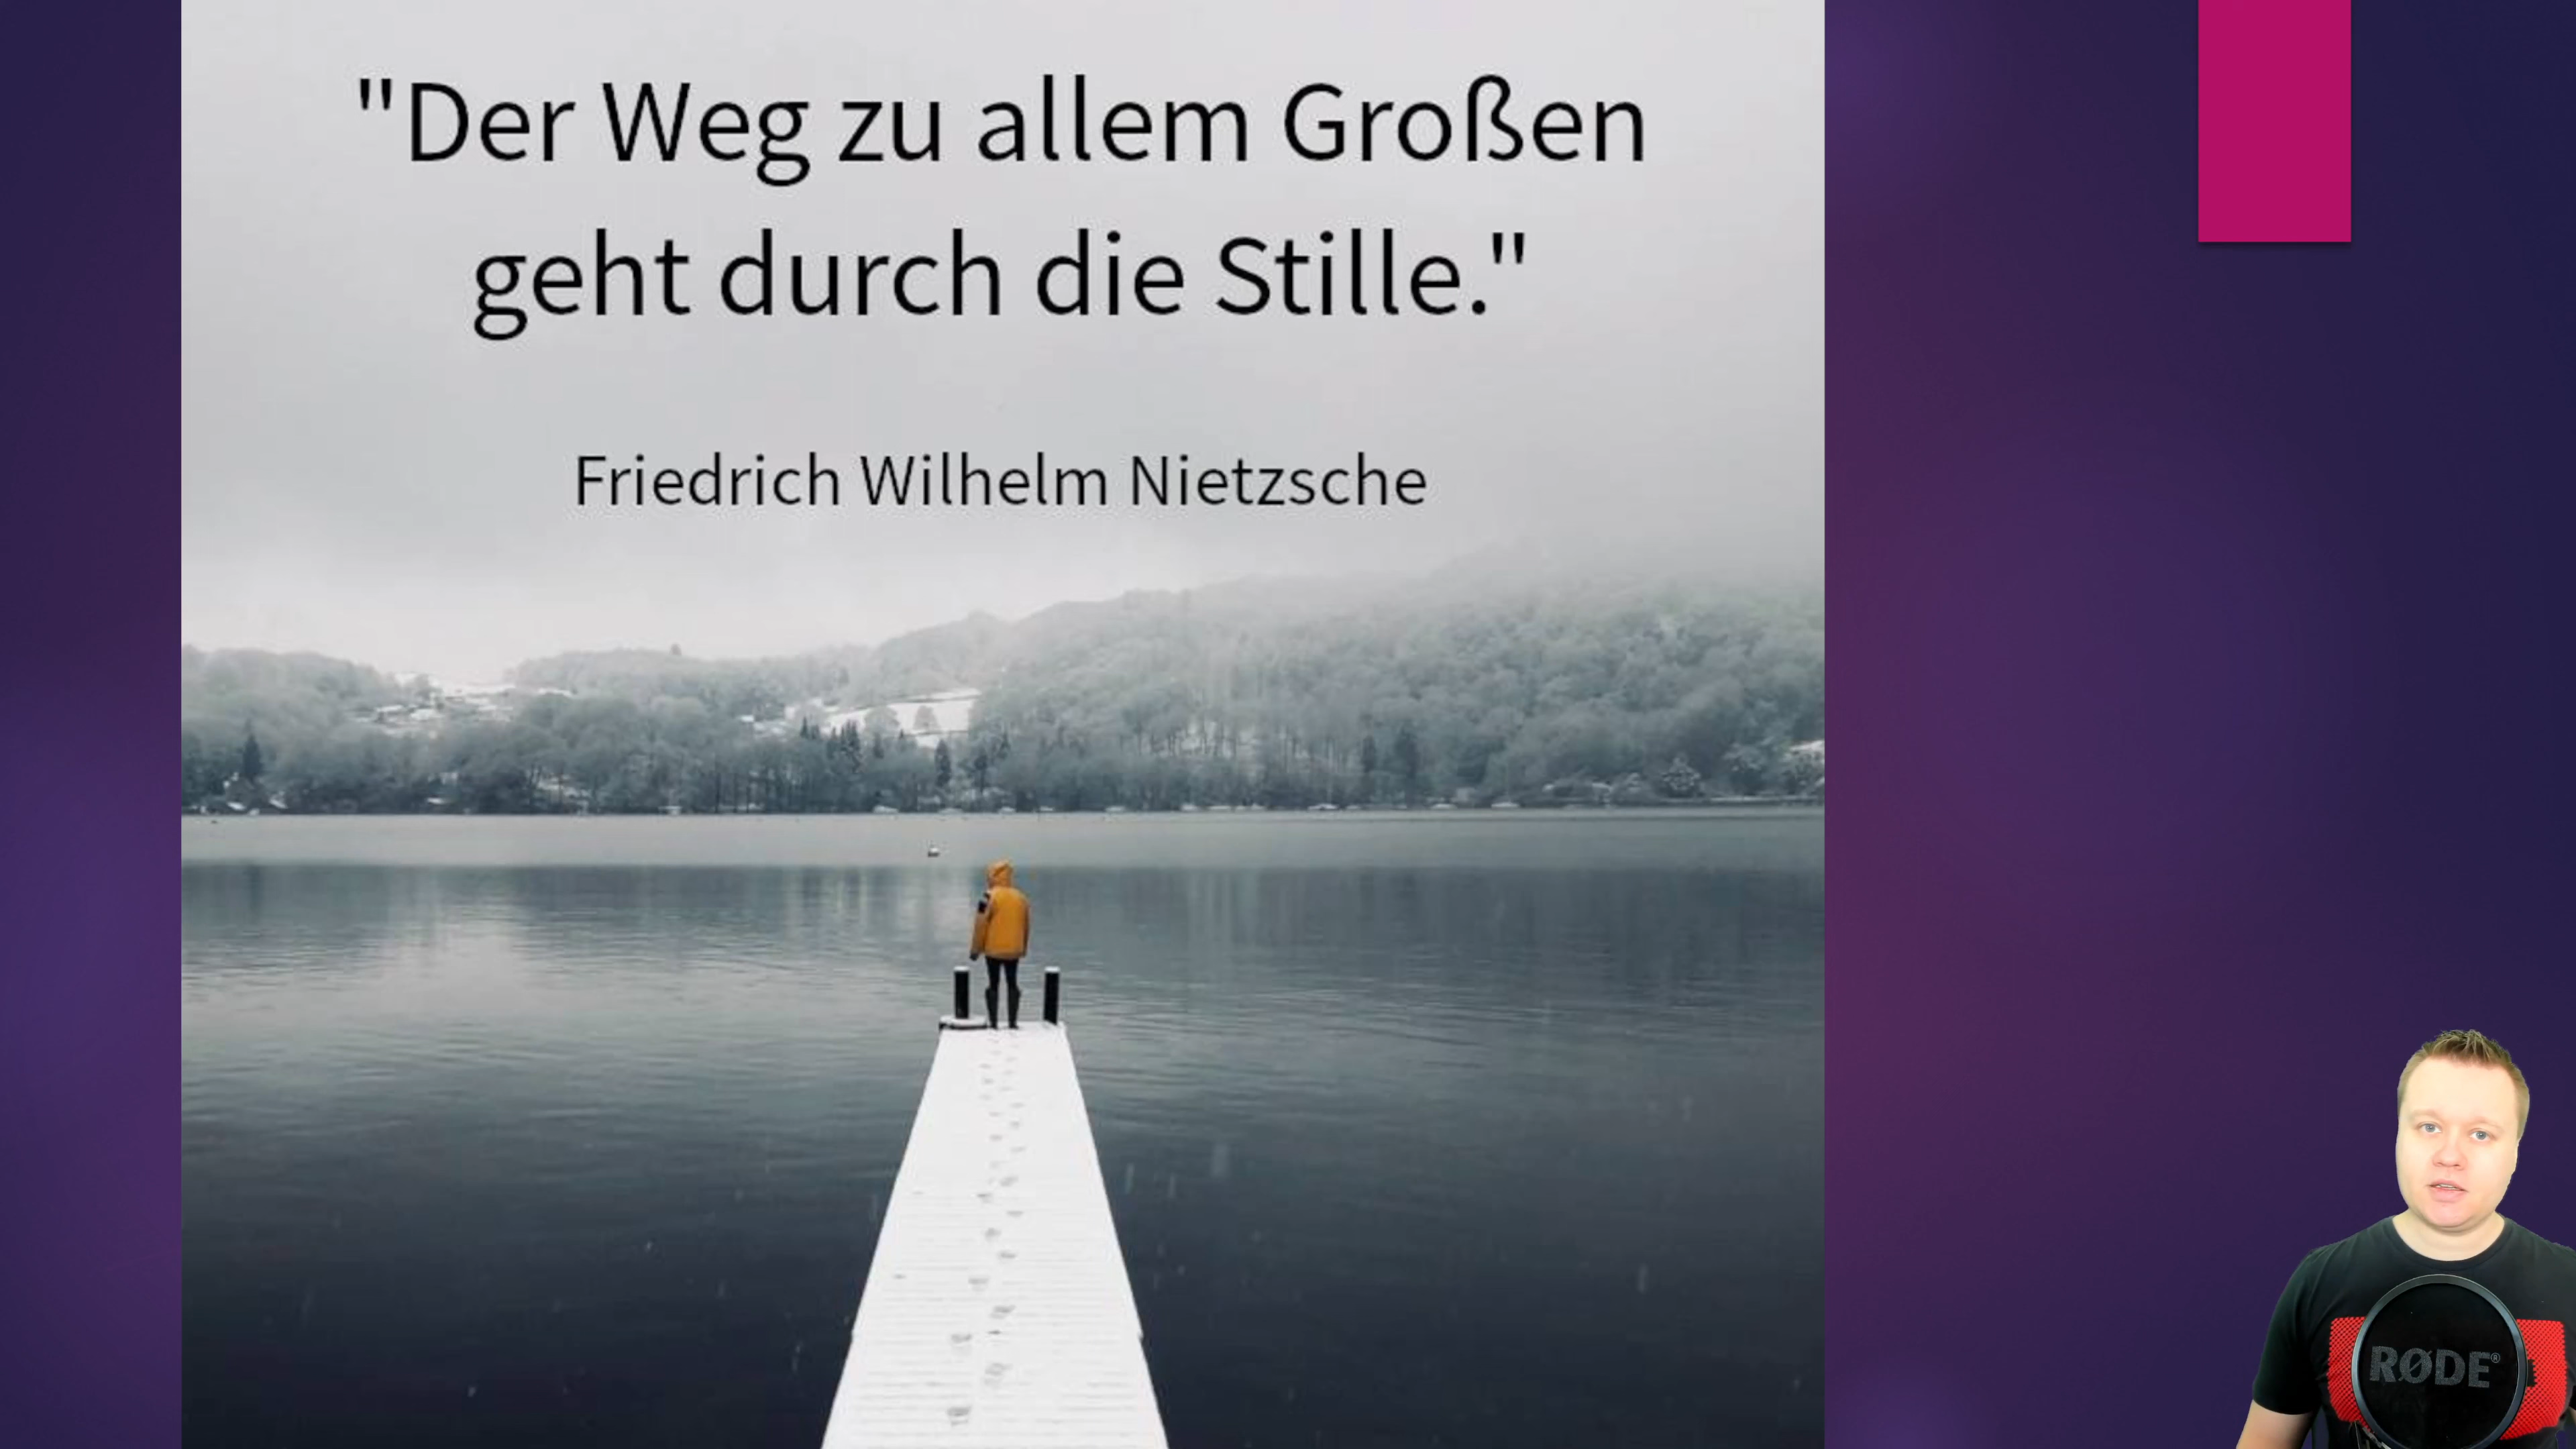 "Der Weg zu allem Großen
geht durch die Stille."
Friedrich Wilhelm Nietzsche
RØDE®